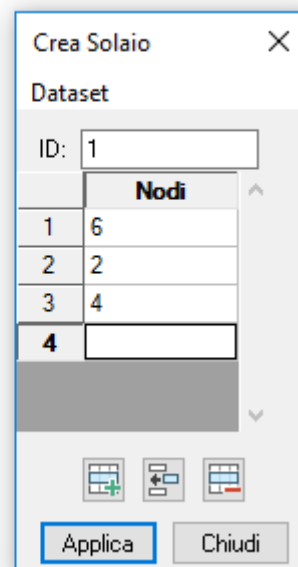 Crea Solaio
Dataset
ID: 1
Nodi
1 6
2 2
3 4
4
Applica Chiudi